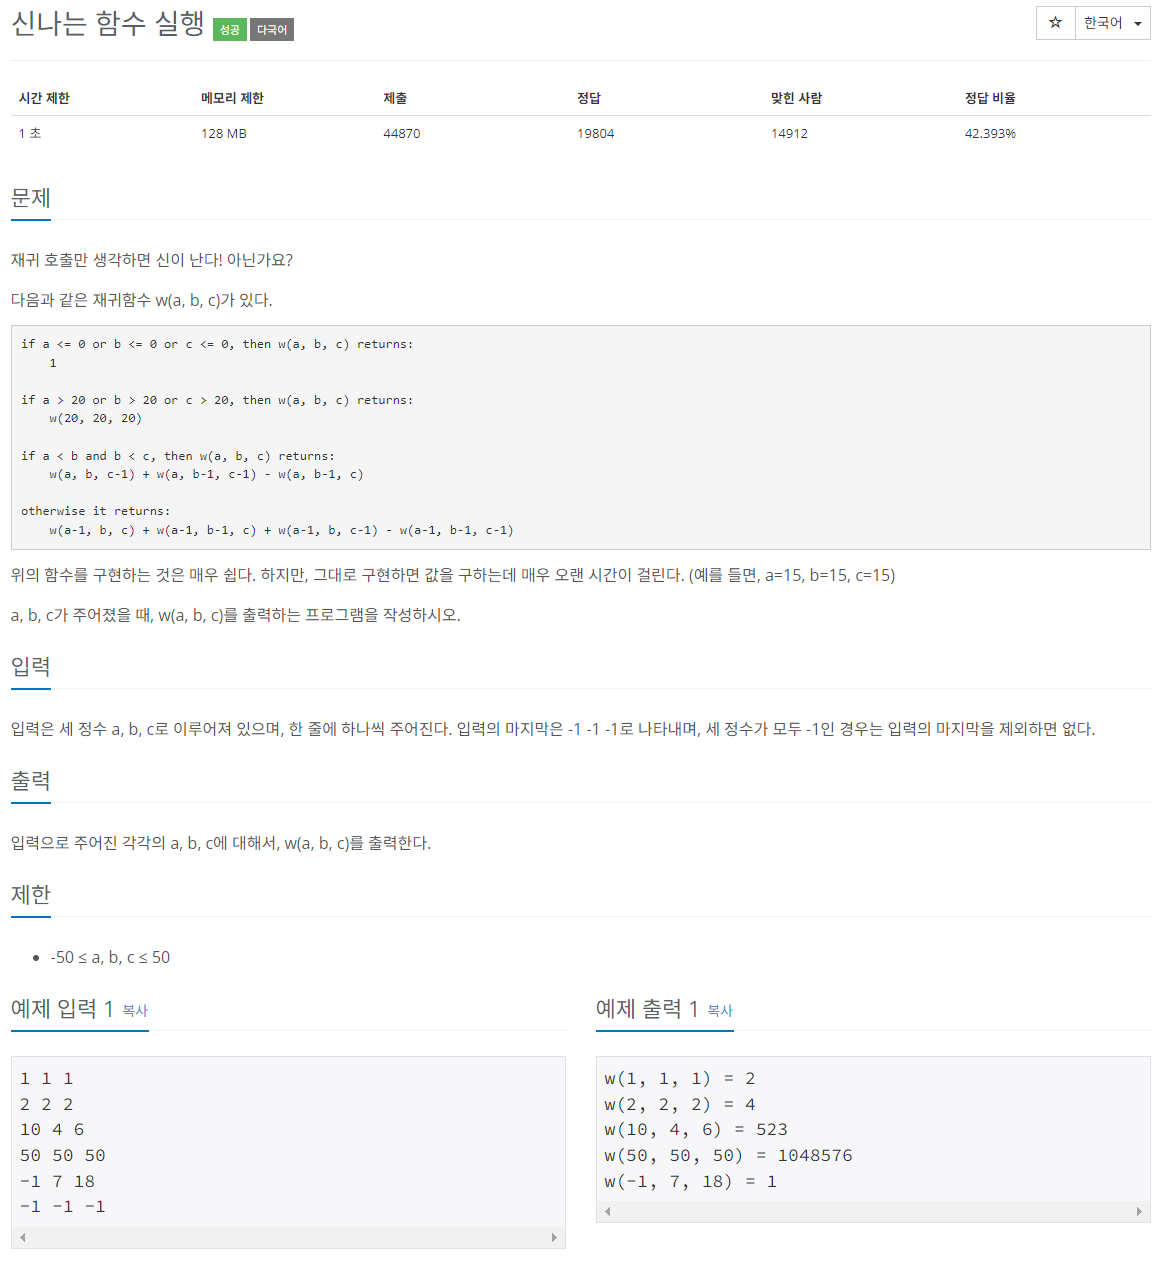 신나는 함수 실행 성공 다국어
☆ 한국어
시간 제한 메모리 제한 제출 정답 맞힌 사람 정답 비율
1 초 128 MB 44870 19804 14912 42.393%
문제
재귀 호출만 생각하면 신이 난다! 아닌가요?
다음과 같은 재귀함수 w(a, b, c)가 있다.
if a <= 0 or b <= 0 or c <= 0, then w(a, b, c) returns:
    1
if a > 20 or b > 20 or c > 20, then w(a, b, c) returns:
    w(20, 20, 20)
if a < b and b < c, then w(a, b, c) returns:
    w(a, b, c-1) + w(a, b-1, c-1) - w(a, b-1, c)
otherwise it returns:
    w(a-1, b, c) + w(a-1, b-1, c) + w(a-1, b, c-1) - w(a-1, b-1, c-1)
위의 함수를 구현하는 것은 매우 쉽다. 하지만, 그대로 구현하면 값을 구하는데 매우 오랜 시간이 걸린다. (예를 들면, a=15, b=15, c=15)
a, b, c가 주어졌을 때, w(a, b, c)를 출력하는 프로그램을 작성하시오.
입력
입력은 세 정수 a, b, c로 이루어져 있으며, 한 줄에 하나씩 주어진다. 입력의 마지막은 -1 -1 -1로 나타내며, 세 정수가 모두 -1인 경우는 입력의 마지막을 제외하면 없다.
출력
입력으로 주어진 각각의 a, b, c에 대해서, w(a, b, c)를 출력한다.
제한
• -50 ≤ a, b, c ≤ 50
예제 입력 1 복사
1 1 1
2 2 2
10 4 6
50 50 50
-1 7 18
-1 -1 -1
예제 출력 1 복사
w(1, 1, 1) = 2
w(2, 2, 2) = 4
w(10, 4, 6) = 523
w(50, 50, 50) = 1048576
w(-1, 7, 18) = 1